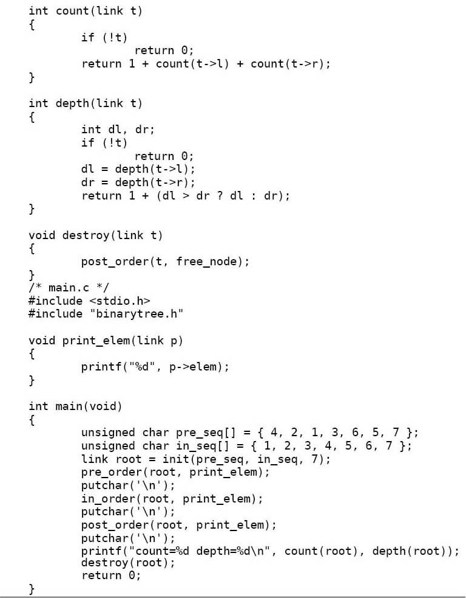 int count(link t)
{
        if (!t)
                return 0;
        return 1 + count(t->l) + count(t->r);
}

int depth(link t)
{
        int dl, dr;
        if (!t)
                return 0;
        dl = depth(t->l);
        dr = depth(t->r);
        return 1 + (dl > dr ? dl : dr);
}

void destroy(link t)
{
        post_order(t, free_node);
}
/* main.c */
#include <stdio.h>
#include "binarytree.h"

void print_elem(link p)
{
        printf("%d", p->elem);
}

int main(void)
{
        unsigned char pre_seq[] = { 4, 2, 1, 3, 6, 5, 7 };
        unsigned char in_seq[] = { 1, 2, 3, 4, 5, 6, 7 };
        link root = init(pre_seq, in_seq, 7);
        pre_order(root, print_elem);
        putchar('\n');
        in_order(root, print_elem);
        putchar('\n');
        post_order(root, print_elem);
        putchar('\n');
        printf("count=%d depth=%d\n", count(root), depth(root));
        destroy(root);
        return 0;
}